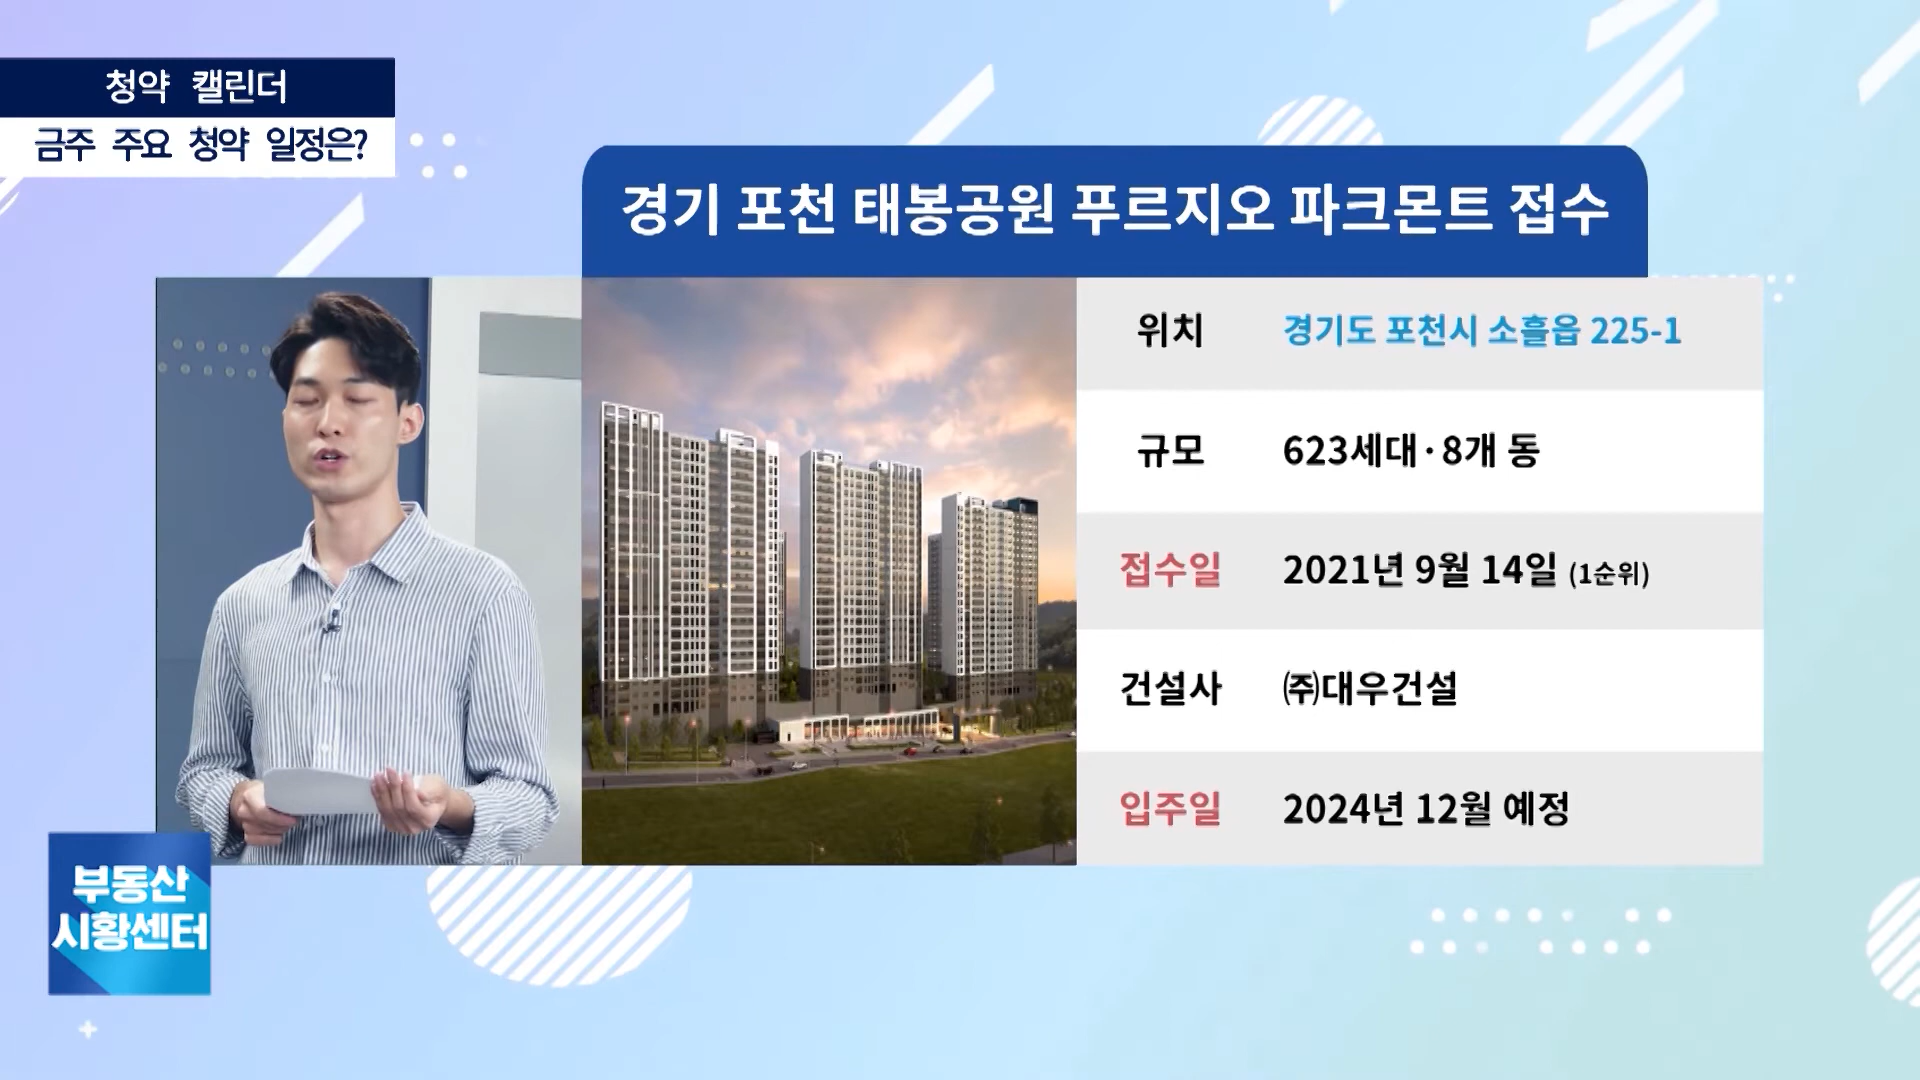 청약 캘린더
금주 주요 청약 일정은?
경기 포천 태봉공원 푸르지오 파크몬트 접수
위치 경기도 포천시 소흘읍 225-1
규모 623세대·8개 동
접수일 2021년 9월 14일 (1순위)
건설사 ㈜대우건설
입주일 2024년 12월 예정
부동산
시황센터